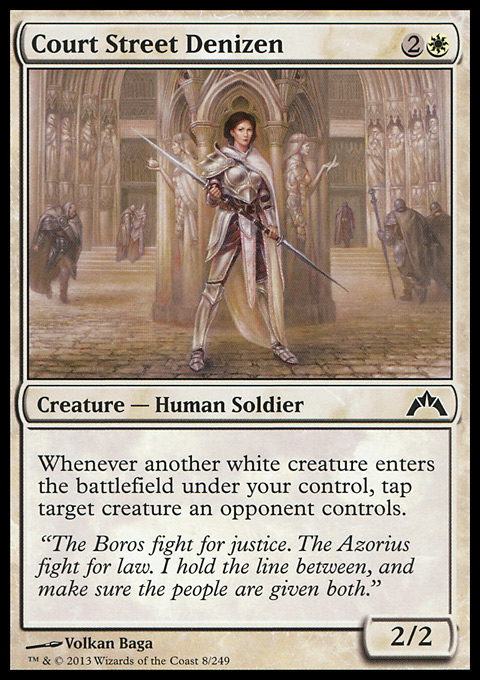 Court Street Denizen 2
Creature — Human Soldier
Whenever another white creature enters
the battlefield under your control, tap
target creature an opponent controls.
“The Boros fight for justice. The Azorius
fight for law. I hold the line between, and
make sure the people are given both.”
Volkan Baga
2/2
™ & © 2013 Wizards of the Coast 8/249